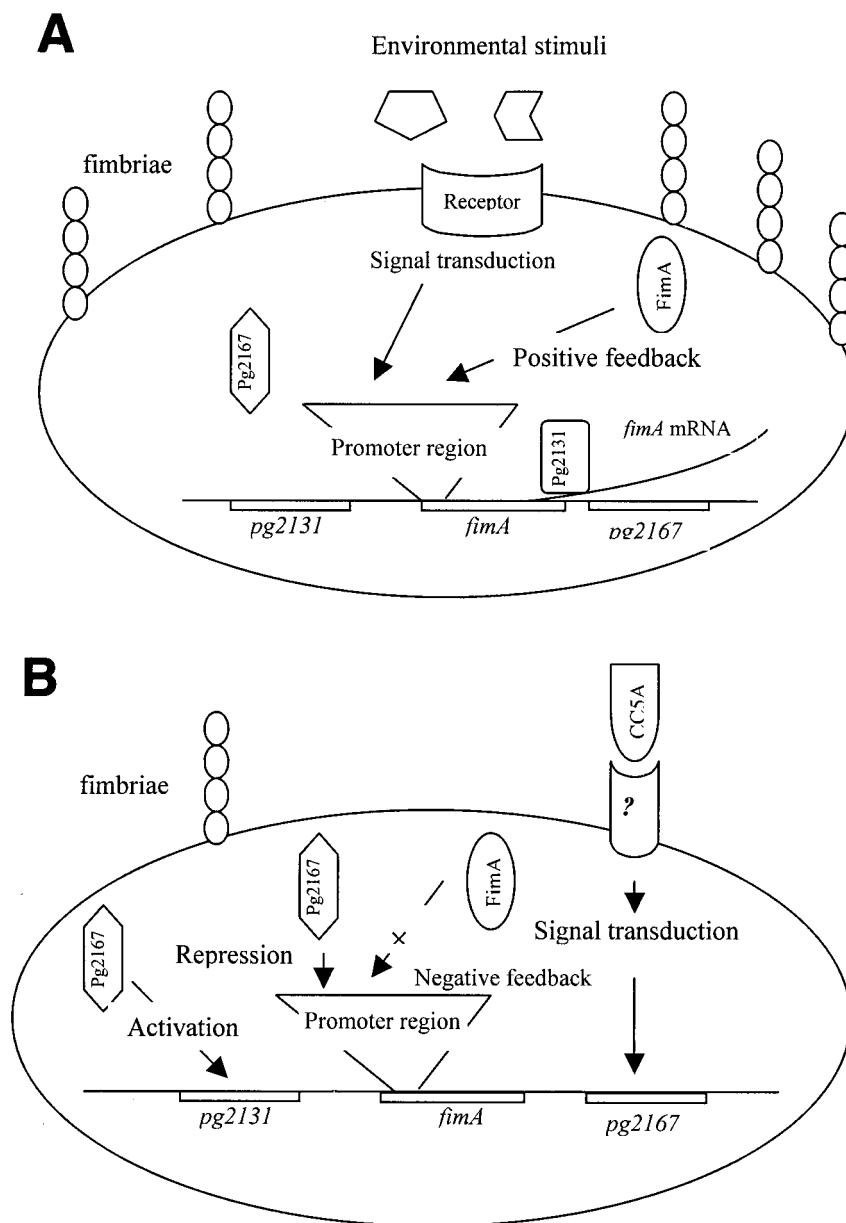 A
Environmental stimuli
fimbriae
Receptor
Signal transduction
FimA
Pg2167
Positive feedback
Promoter region
Pg2131
fimA mRNA
pg2131
fimA
pg2167
B
CC5A
fimbriae
?
Pg2167
FimA
Pg2167
Signal transduction
Repression
Negative feedback
Activation
Promoter region
pg2131
fimA
pg2167